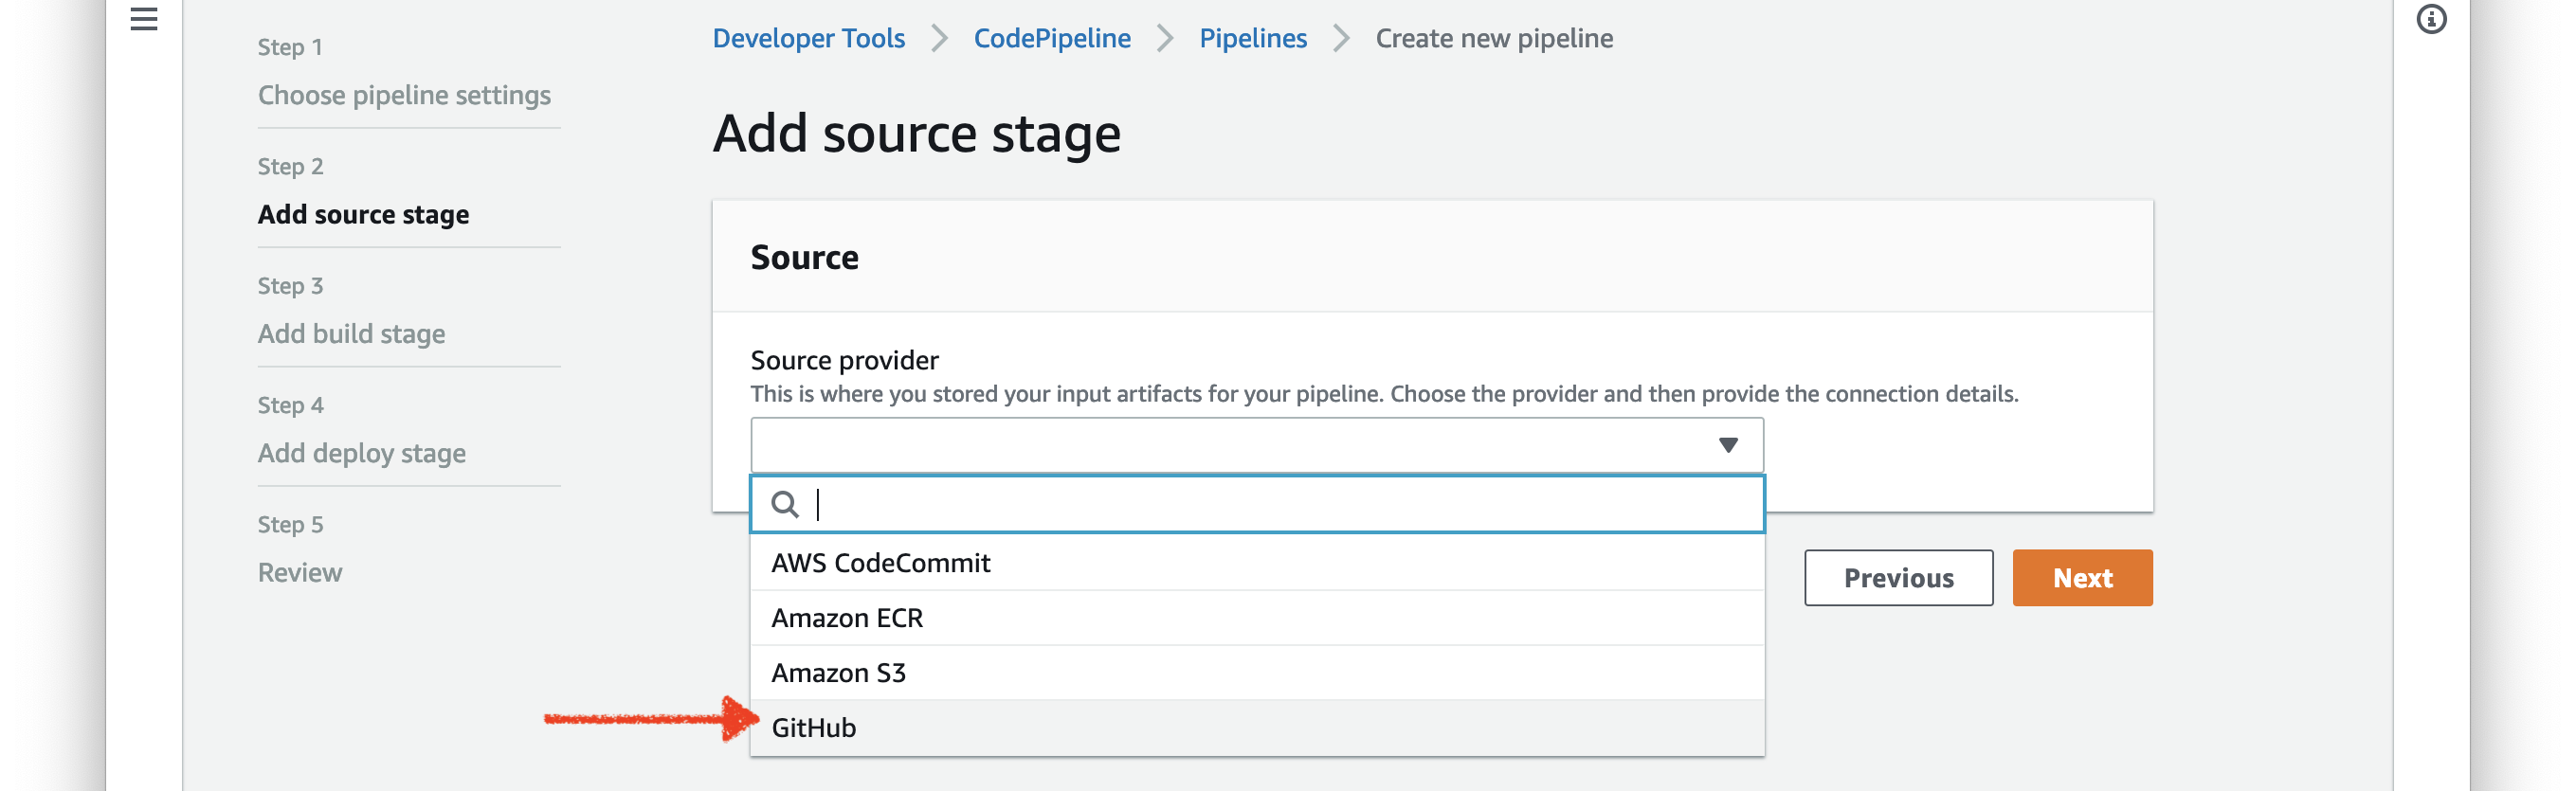 Step 1
Choose pipeline settings
Step 2
Add source stage
Step 3
Add build stage
Step 4
Add deploy stage
Step 5
Review
Developer Tools
CodePipeline
Pipelines
Create new pipeline
Add source stage
Source
Source provider
This is where you stored your input artifacts for your pipeline. Choose the provider and then provide the connection details.
AWS CodeCommit
Amazon ECR
Amazon S3
GitHub
Previous
Next